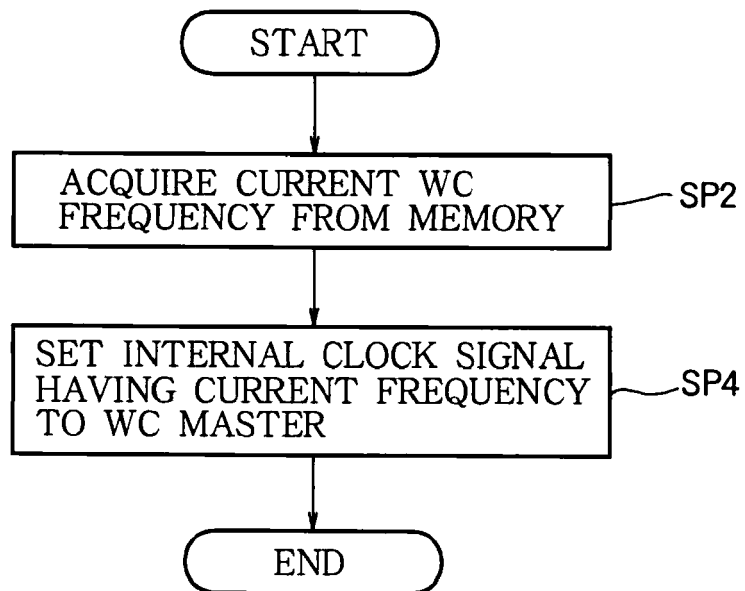 START
ACQUIRE CURRENT WC
FREQUENCY FROM MEMORY
SP2
SET INTERNAL CLOCK SIGNAL
HAVING CURRENT FREQUENCY
TO WC MASTER
SP4
END